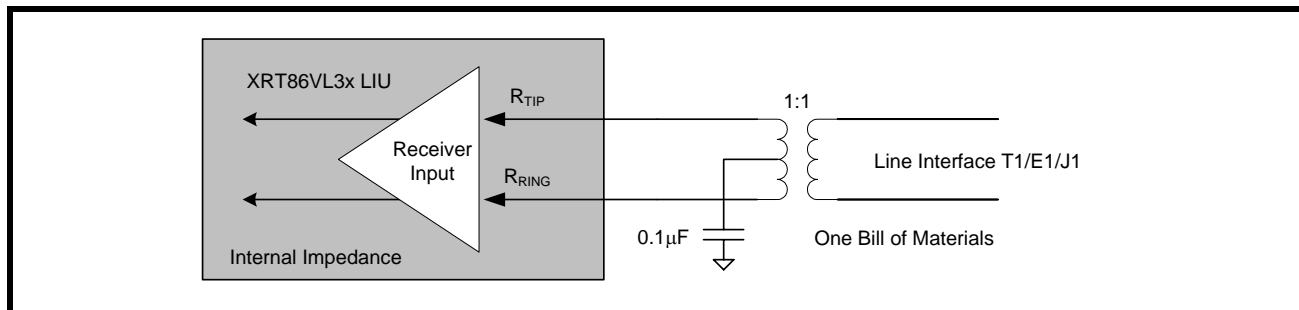 XRT86VL3x LIU
R_TIP
1:1
Receiver
Input
Line Interface T1/E1/J1
R_RING
0.1μF
One Bill of Materials
Internal Impedance